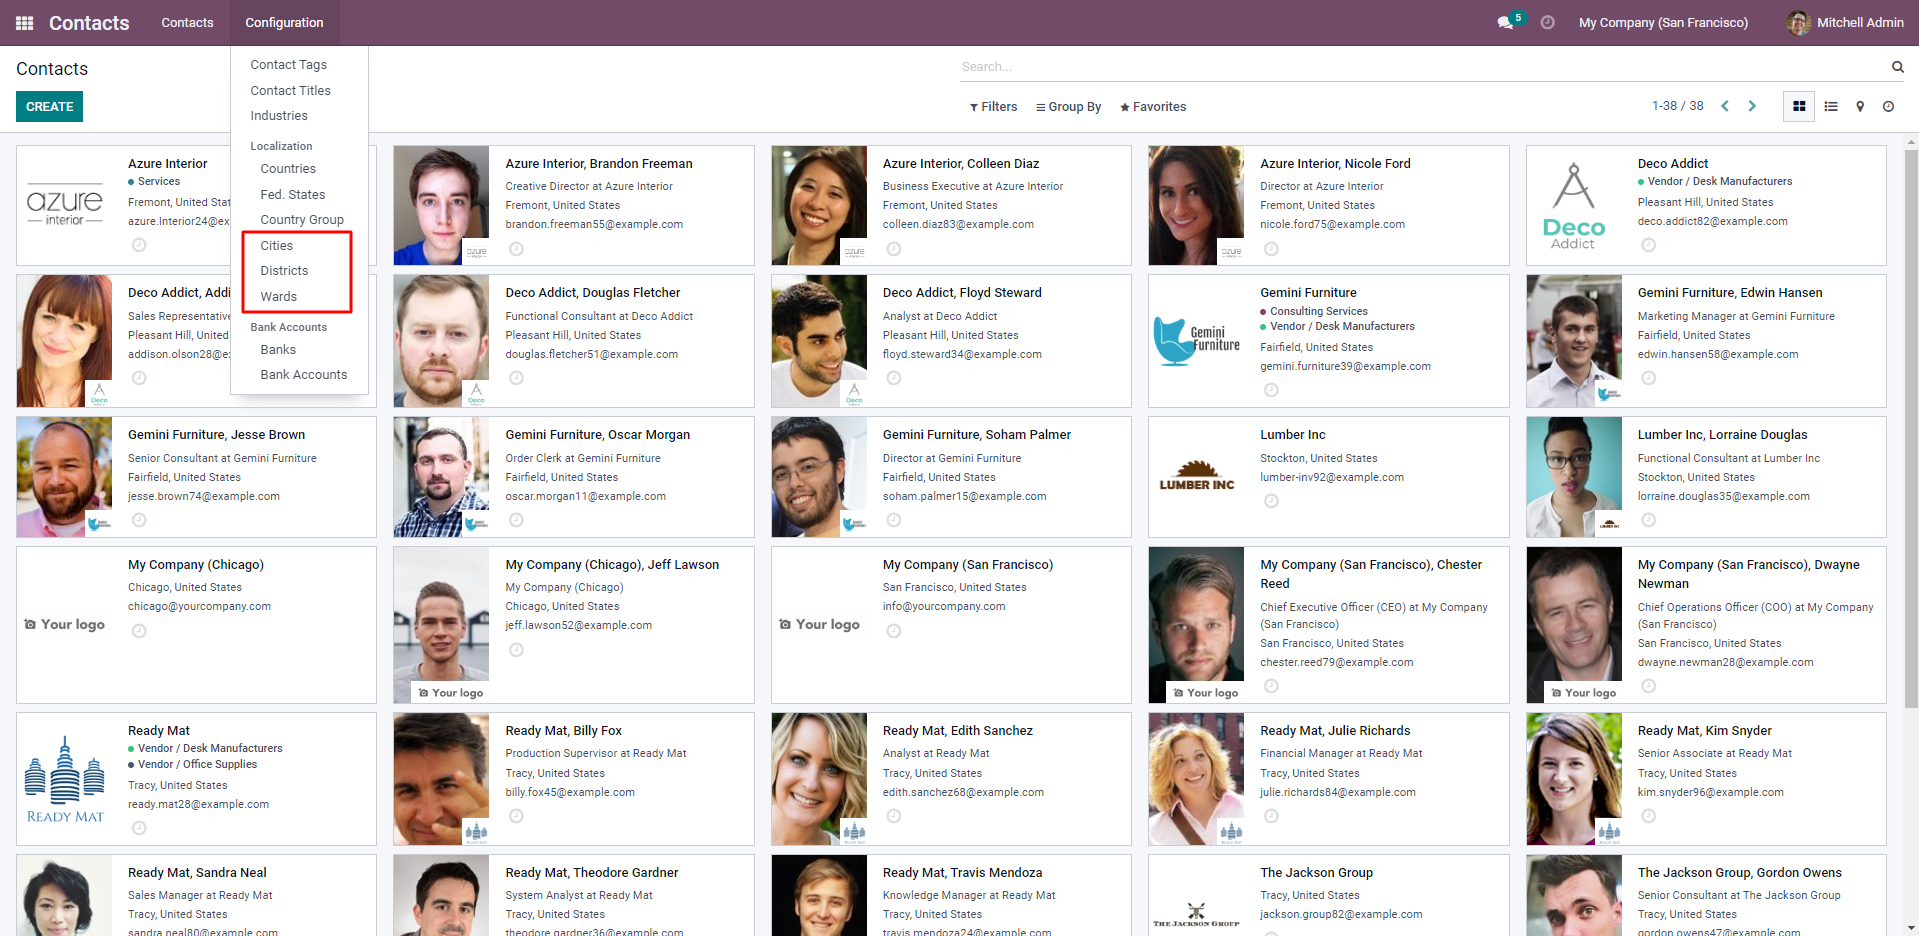 Contacts
Contacts
Configuration
5
My Company (San Francisco)
Mitchell Admin
Contacts
CREATE
Search...
Filters
Group By
Favorites
1-38 / 38
Contact Tags
Contact Titles
Industries
Localization
Countries
Fed. States
Country Group
Cities
Districts
Wards
Bank Accounts
Banks
Bank Accounts
azure
interior
Azure Interior
Services
Fremont, United Stat
azure.Interior24@ex
Azure Interior, Brandon Freeman
Creative Director at Azure Interior
Fremont, United States
brandon.freeman55@example.com
azure
Azure Interior, Colleen Diaz
Business Executive at Azure Interior
Fremont, United States
colleen.diaz83@example.com
azure
Azure Interior, Nicole Ford
Director at Azure Interior
Fremont, United States
nicole.ford75@example.com
azure
Deco
Addict
Deco Addict
Vendor / Desk Manufacturers
Pleasant Hill, United States
deco.addict82@example.com
Deco Addict, Addi
Sales Representative
Pleasant Hill, United
addison.olson28@e
Deco
Addict
Deco Addict, Douglas Fletcher
Functional Consultant at Deco Addict
Pleasant Hill, United States
douglas.fletcher51@example.com
Deco
Addict
Deco Addict, Floyd Steward
Analyst at Deco Addict
Pleasant Hill, United States
floyd.steward34@example.com
Deco
Addict
Gemini
Furniture
Gemini Furniture
Consulting Services
Vendor / Desk Manufacturers
Fairfield, United States
gemini.furniture39@example.com
Gemini Furniture, Edwin Hansen
Marketing Manager at Gemini Furniture
Fairfield, United States
edwin.hansen58@example.com
Gemini Furniture, Jesse Brown
Senior Consultant at Gemini Furniture
Fairfield, United States
jesse.brown74@example.com
Gemini Furniture, Oscar Morgan
Order Clerk at Gemini Furniture
Fairfield, United States
oscar.morgan11@example.com
Gemini Furniture, Soham Palmer
Director at Gemini Furniture
Fairfield, United States
soham.palmer15@example.com
LUMBER INC
Lumber Inc
Stockton, United States
lumber-inv92@example.com
Lumber Inc, Lorraine Douglas
Functional Consultant at Lumber Inc
Stockton, United States
lorraine.douglas35@example.com
LUMBER INC
Your logo
My Company (Chicago)
Chicago, United States
chicago@yourcompany.com
My Company (Chicago), Jeff Lawson
My Company (Chicago)
Chicago, United States
jeff.lawson52@example.com
Your logo
Your logo
My Company (San Francisco)
San Francisco, United States
info@yourcompany.com
My Company (San Francisco), Chester
Reed
Chief Executive Officer (CEO) at My Company
(San Francisco)
San Francisco, United States
chester.reed79@example.com
Your logo
My Company (San Francisco), Dwayne
Newman
Chief Operations Officer (COO) at My Company
(San Francisco)
San Francisco, United States
dwayne.newman28@example.com
Your logo
READY MAT
Ready Mat
Vendor / Desk Manufacturers
Vendor / Office Supplies
Tracy, United States
ready.mat28@example.com
Ready Mat, Billy Fox
Production Supervisor at Ready Mat
Tracy, United States
billy.fox45@example.com
READY MAT
Ready Mat, Edith Sanchez
Analyst at Ready Mat
Tracy, United States
edith.sanchez68@example.com
READY MAT
Ready Mat, Julie Richards
Financial Manager at Ready Mat
Tracy, United States
julie.richards84@example.com
READY MAT
Ready Mat, Kim Snyder
Senior Associate at Ready Mat
Tracy, United States
kim.snyder96@example.com
READY MAT
Ready Mat, Sandra Neal
Sales Manager at Ready Mat
Tracy, United States
sandra.neal80@example.com
Ready Mat, Theodore Gardner
System Analyst at Ready Mat
Tracy, United States
theodore.gardner36@example.com
Ready Mat, Travis Mendoza
Knowledge Manager at Ready Mat
Tracy, United States
travis.mendoza24@example.com
THE JACKSON GROUP
The Jackson Group
Tracy, United States
jackson.group82@example.com
The Jackson Group, Gordon Owens
Senior Consultant at The Jackson Group
Tracy, United States
gordon.owens47@example.com